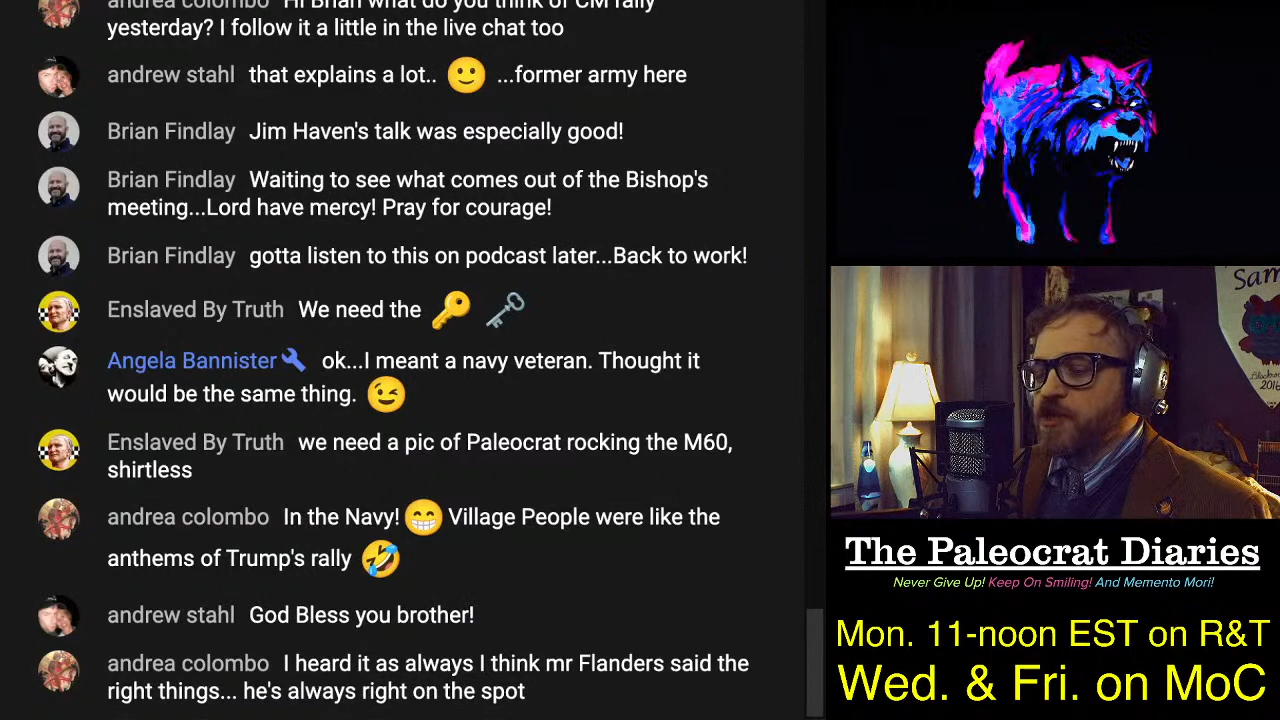 andrea colombo Hi Brian what do you think of CM rally
yesterday? I follow it a little in the live chat too
andrew stahl that explains a lot.. 🙂 ...former army here
Brian Findlay Jim Haven's talk was especially good!
Brian Findlay Waiting to see what comes out of the Bishop's
meeting...Lord have mercy! Pray for courage!
Brian Findlay gotta listen to this on podcast later...Back to work!
Enslaved By Truth We need the 🔑 🗝️
Angela Bannister ok...I meant a navy veteran. Thought it
would be the same thing. 😉
Enslaved By Truth we need a pic of Paleocrat rocking the M60,
shirtless
andrea colombo In the Navy! 😁 Village People were like the
anthems of Trump's rally 🤣
andrew stahl God Bless you brother!
andrea colombo I heard it as always I think mr Flanders said the
right things... he's always right on the spot
Sam
2016
The Paleocrat Diaries
Never Give Up! Keep On Smiling! And Memento Mori!
Mon. 11-noon EST on R&T
Wed. & Fri. on MoC